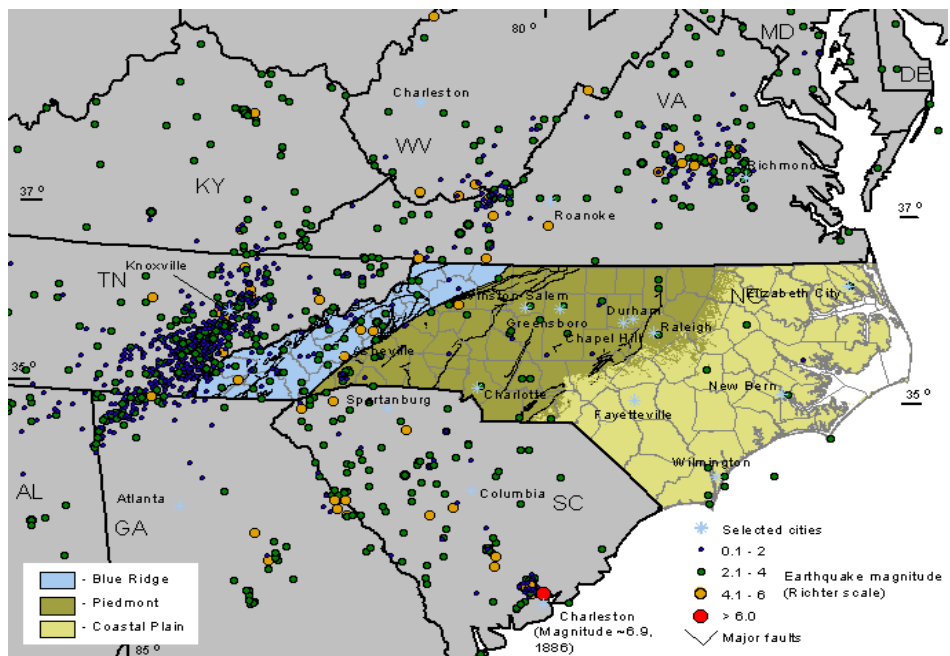 80 º
MD
DE
Charleston
VA
WV
Richmond
37 º
KY
37 º
Roanoke
TN
Knoxville
Winston Salem
NC
Elizabeth City
Greensboro
Durham
Raleigh
Chapel Hill
Asheville
35 º
Charlotte
New Bern
35 º
Spartanburg
Fayetteville
Wilmington
AL
Atlanta
Columbia
SC
GA
Selected cities
0.1 - 2
2.1 - 4
4.1 - 6
> 6.0
Earthquake magnitude
(Richter scale)
Major faults
- Blue Ridge
- Piedmont
- Coastal Plain
Charleston
(Magnitude ~6.9,
1886)
85 º